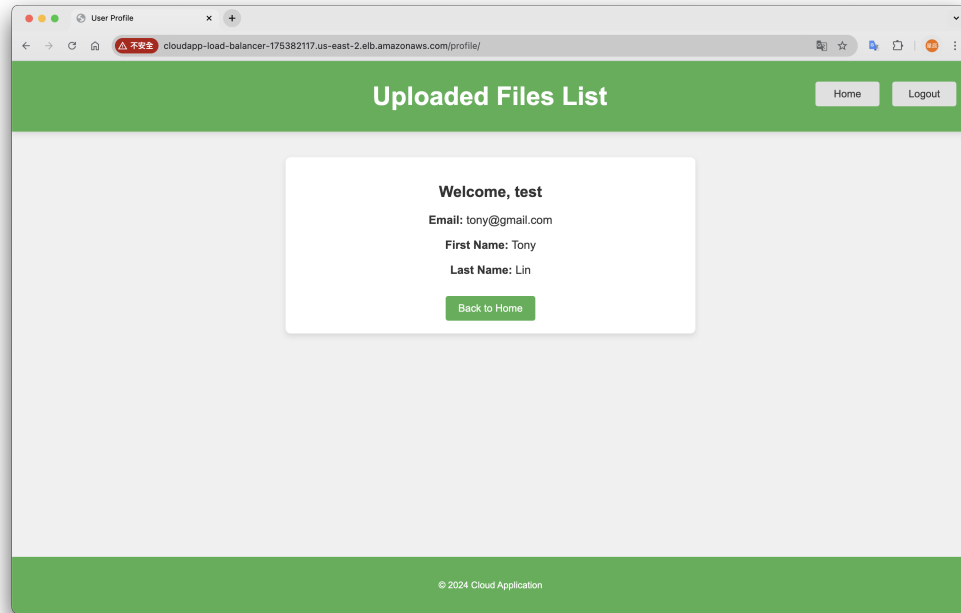 User Profile
不安全 cloudapp-load-balancer-175382117.us-east-2.elb.amazonaws.com/profile/
Uploaded Files List
Home
Logout
Welcome, test
Email: tony@gmail.com
First Name: Tony
Last Name: Lin
Back to Home
© 2024 Cloud Application